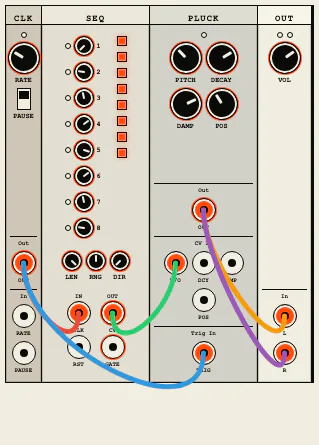 CLK SEQ PLUCK OUT
RATE
PAUSE
1
2
3
4
5
6
7
8
LEN RNG DIR
PITCH DECAY
DAMP POS
VOL
Out
Out
CV
DCY
POS
In
RATE
PAUSE
IN OUT
RST GATE
Trig In
In
L
R